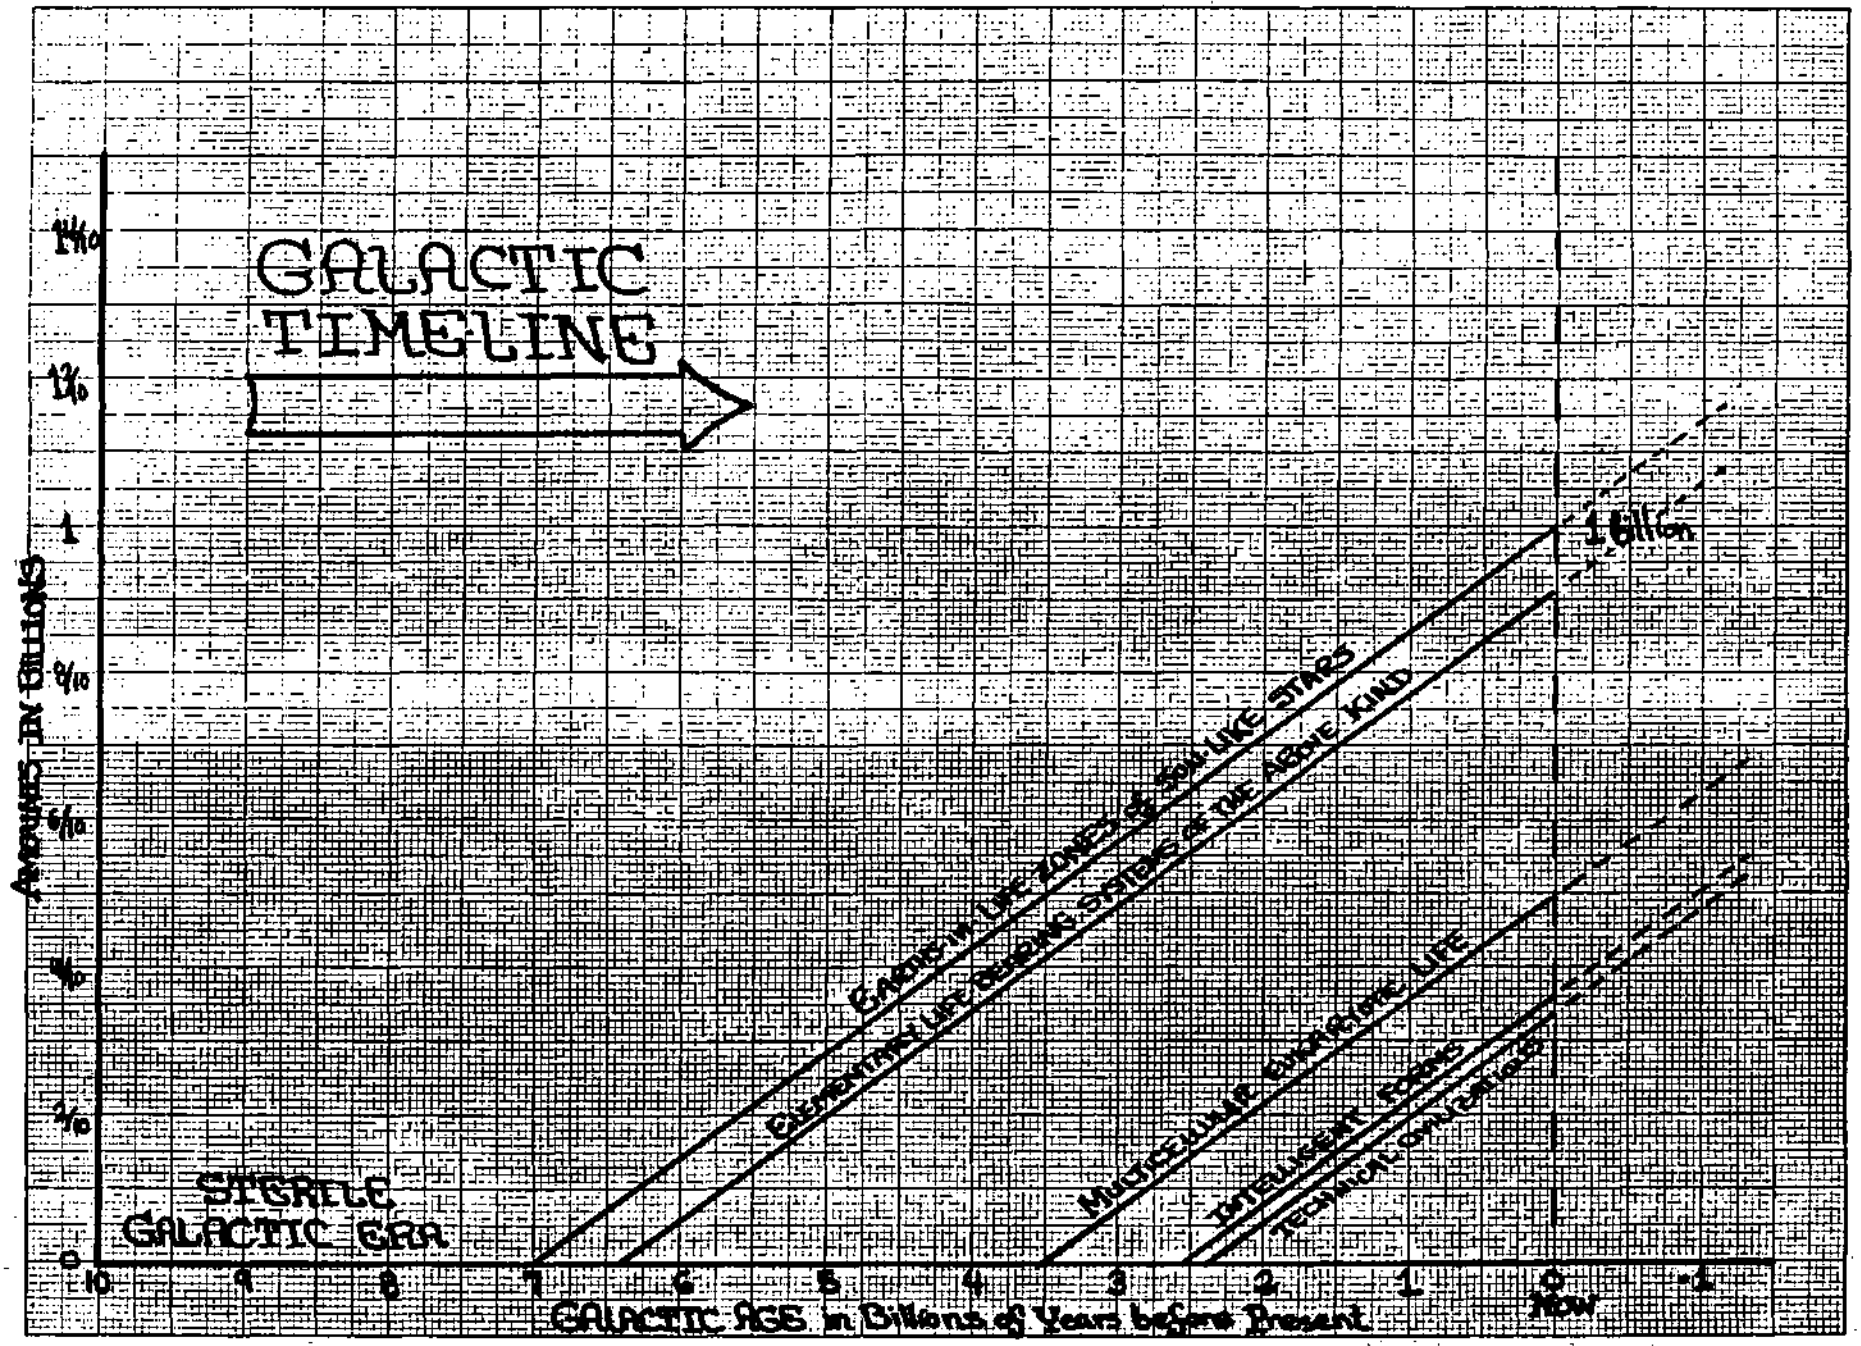 GALACTIC
TIME-LINE
14/10
12/10
1
8/10
6/10
4/10
2/10
0
AMOUNTS IN BILLIONS
1 Billion
EARTHS-IN-LIFE ZONES OF SUN-LIKE STARS
ELEMENTARY LIFE BEARING SYSTEMS OF THE ABOVE KIND
MULTICELLULAR EUKARYOTIC LIFE
INTELLIGENT FORMS
TECHNICAL CIVILIZATIONS
STERILE
GALACTIC ERA
10 9 8 7 6 5 4 3 2 1 0 -1
NOW
GALACTIC AGE in Billions of Years before Present